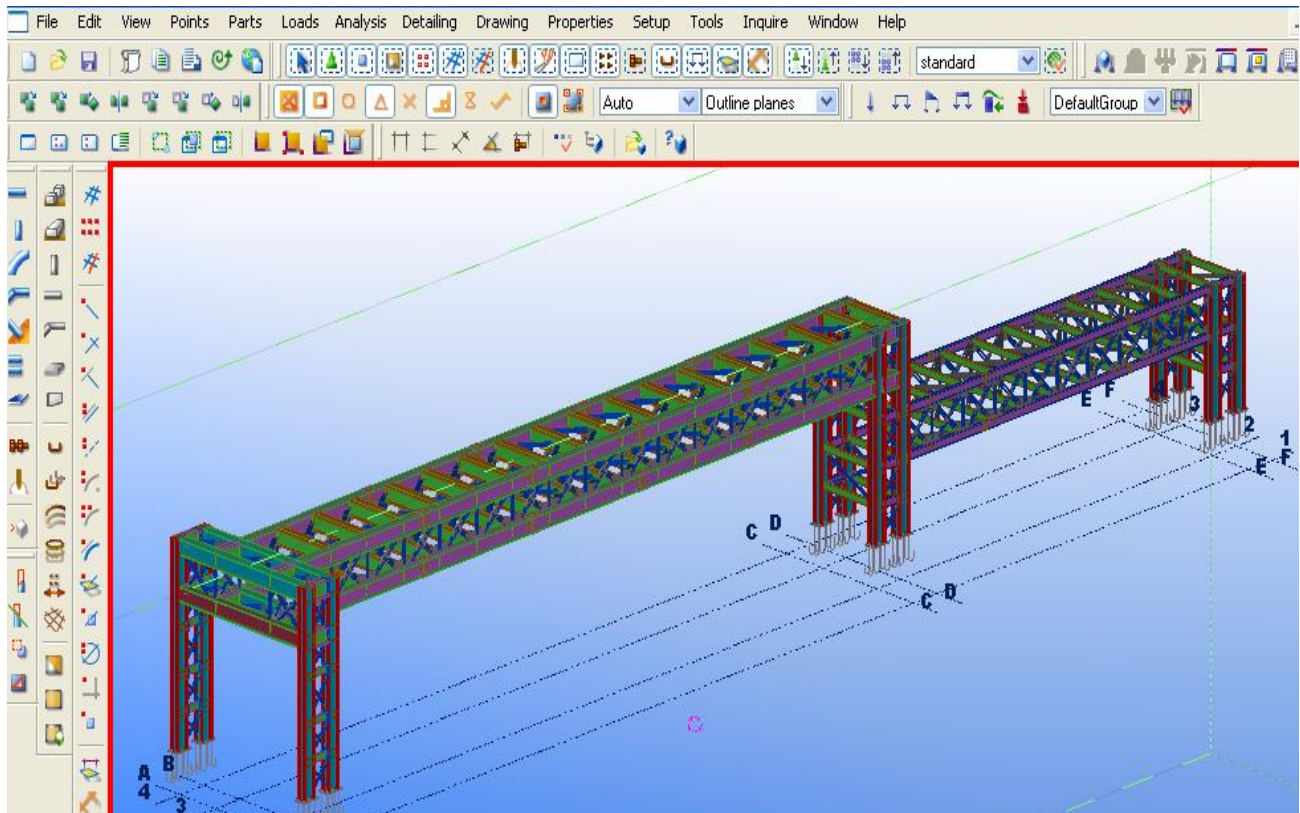 File Edit View Points Parts Loads Analysis Detailing Drawing Properties Setup Tools Inquire Window Help
standard
Auto Outline planes DefaultGroup
E F 4 3
2 1
E F
C D
C D
A B
4 3